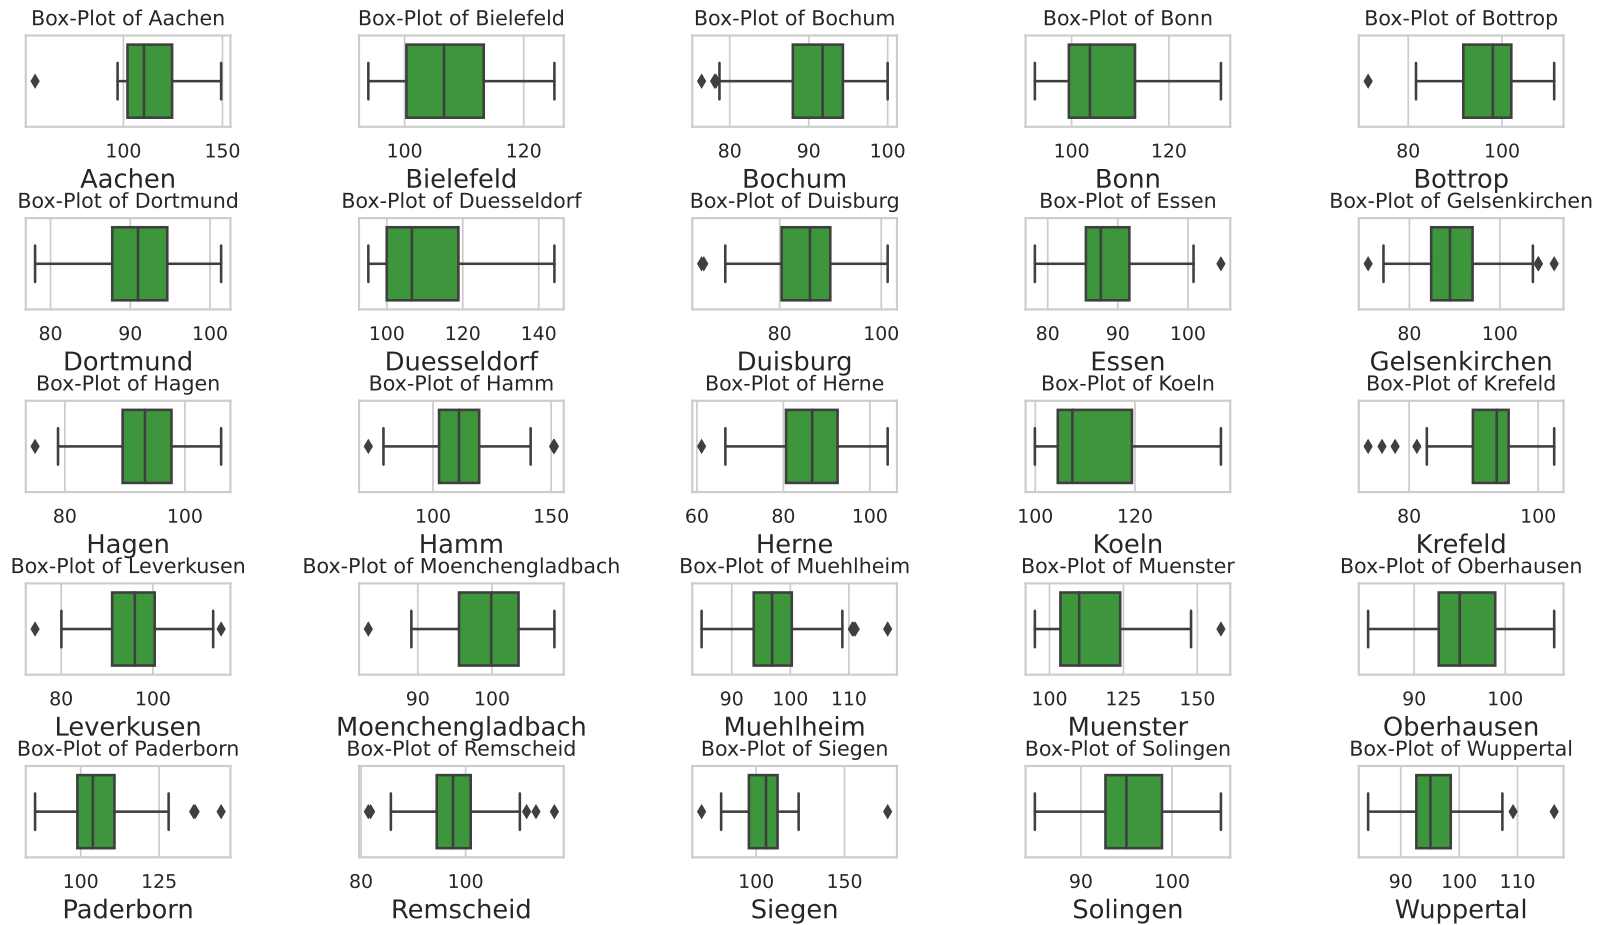 Box-Plot of Aachen Box-Plot of Bielefeld Box-Plot of Bochum Box-Plot of Bonn Box-Plot of Bottrop
100 150 100 120 80 90 100 100 120 80 100
Aachen Bielefeld Bochum Bonn Bottrop
Box-Plot of Dortmund Box-Plot of Duesseldorf Box-Plot of Duisburg Box-Plot of Essen Box-Plot of Gelsenkirchen
80 90 100 100 120 140 80 100 80 90 100 80 100
Dortmund Duesseldorf Duisburg Essen Gelsenkirchen
Box-Plot of Hagen Box-Plot of Hamm Box-Plot of Herne Box-Plot of Koeln Box-Plot of Krefeld
80 100 100 150 60 80 100 100 120 80 100
Hagen Hamm Herne Koeln Krefeld
Box-Plot of Leverkusen Box-Plot of Moenchengladbach Box-Plot of Muehlheim Box-Plot of Muenster Box-Plot of Oberhausen
80 100 90 100 90 100 110 100 125 150 90 100
Leverkusen Moenchengladbach Muehlheim Muenster Oberhausen
Box-Plot of Paderborn Box-Plot of Remscheid Box-Plot of Siegen Box-Plot of Solingen Box-Plot of Wuppertal
100 125 80 100 100 150 90 100 90 100 110
Paderborn Remscheid Siegen Solingen Wuppertal